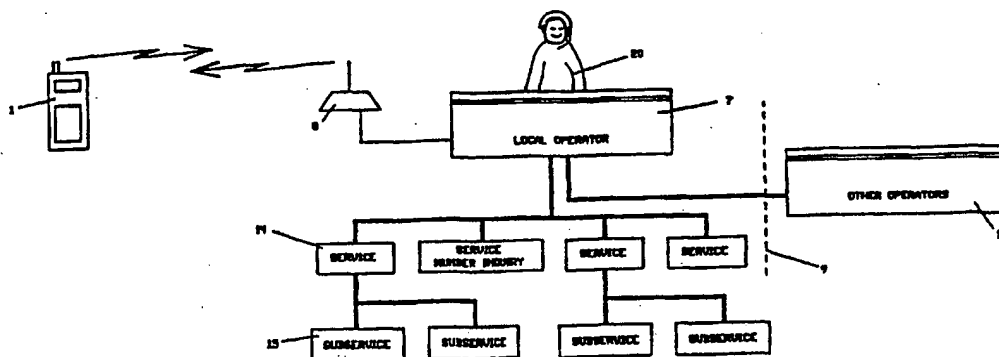 20
1
7
8
LOCAL OPERATOR
OTHER OPERATORS
14
SERVICE
SERVICE
NUMBER INQUIRY
SERVICE
SERVICE
9
15
SUBSERVICE
SUBSERVICE
SUBSERVICE
SUBSERVICE